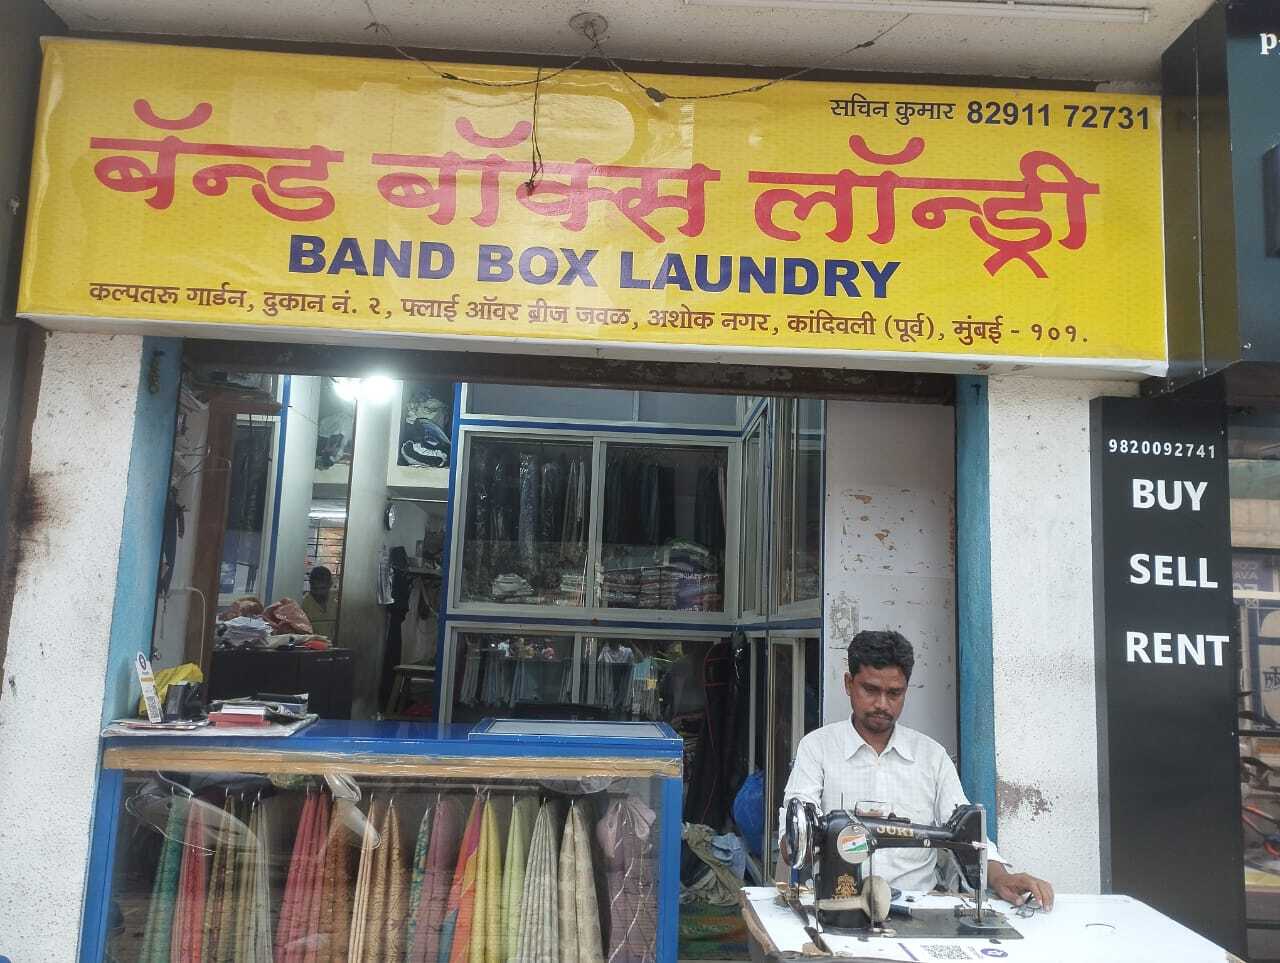 सचिन कुमार 82911 72731
बॅन्ड बॉक्स लॉन्ड्री
BAND BOX LAUNDRY
कल्पतरू गार्डन, दुकान नं. २, फ्लाई ऑवर ब्रीज जवळ, अशोक नगर, कांदिवली (पूर्व), मुंबई - १०१.
9820092741
BUY
SELL
RENT
JUKI